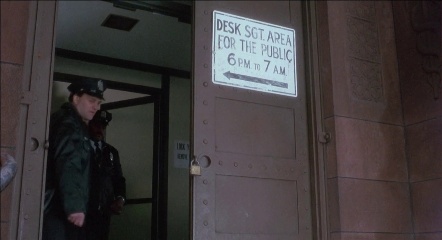 DESK SGT. AREA
FOR THE PUBLIC
6 P.M. TO 7 A.M.